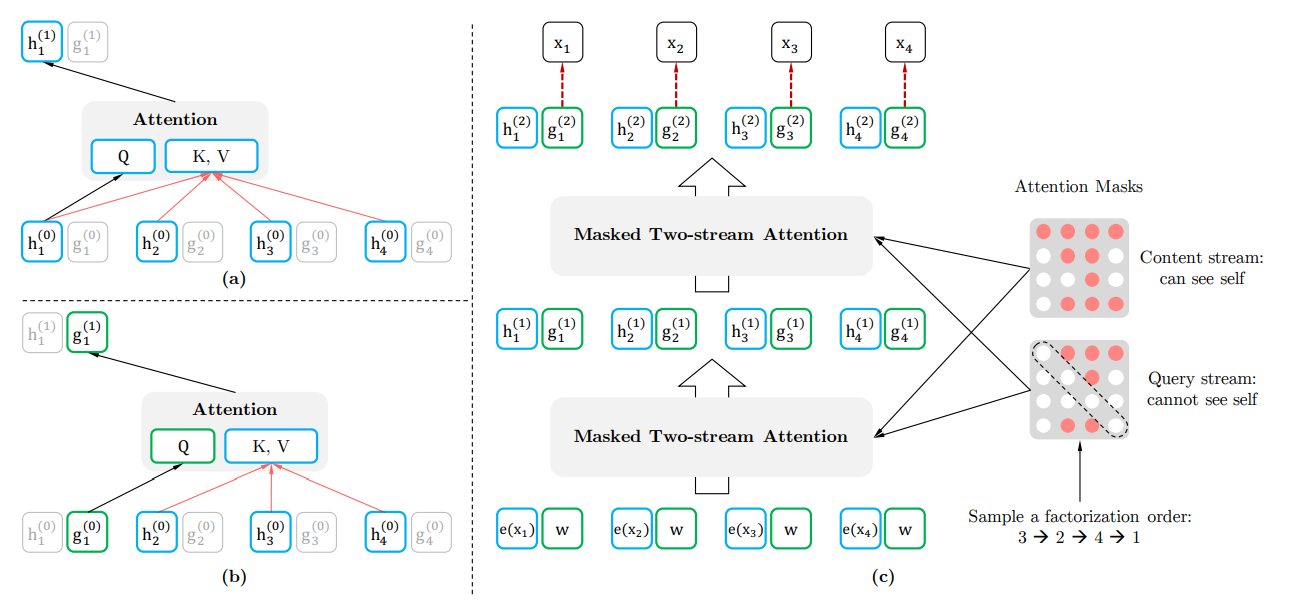 h₁⁽¹⁾ g₁⁽¹⁾
Attention
Q K, V
h₁⁽⁰⁾ g₁⁽⁰⁾ h₂⁽⁰⁾ g₂⁽⁰⁾ h₃⁽⁰⁾ g₃⁽⁰⁾ h₄⁽⁰⁾ g₄⁽⁰⁾
(a)
h₁⁽¹⁾ g₁⁽¹⁾
Attention
Q K, V
h₁⁽⁰⁾ g₁⁽⁰⁾ h₂⁽⁰⁾ g₂⁽⁰⁾ h₃⁽⁰⁾ g₃⁽⁰⁾ h₄⁽⁰⁾ g₄⁽⁰⁾
(b)
x₁ x₂ x₃ x₄
h₁⁽²⁾ g₁⁽²⁾ h₂⁽²⁾ g₂⁽²⁾ h₃⁽²⁾ g₃⁽²⁾ h₄⁽²⁾ g₄⁽²⁾
Masked Two-stream Attention
h₁⁽¹⁾ g₁⁽¹⁾ h₂⁽¹⁾ g₂⁽¹⁾ h₃⁽¹⁾ g₃⁽¹⁾ h₄⁽¹⁾ g₄⁽¹⁾
Masked Two-stream Attention
e(x₁) w e(x₂) w e(x₃) w e(x₄) w
(c)
Attention Masks
Content stream:
can see self
Query stream:
cannot see self
Sample a factorization order:
3 → 2 → 4 → 1